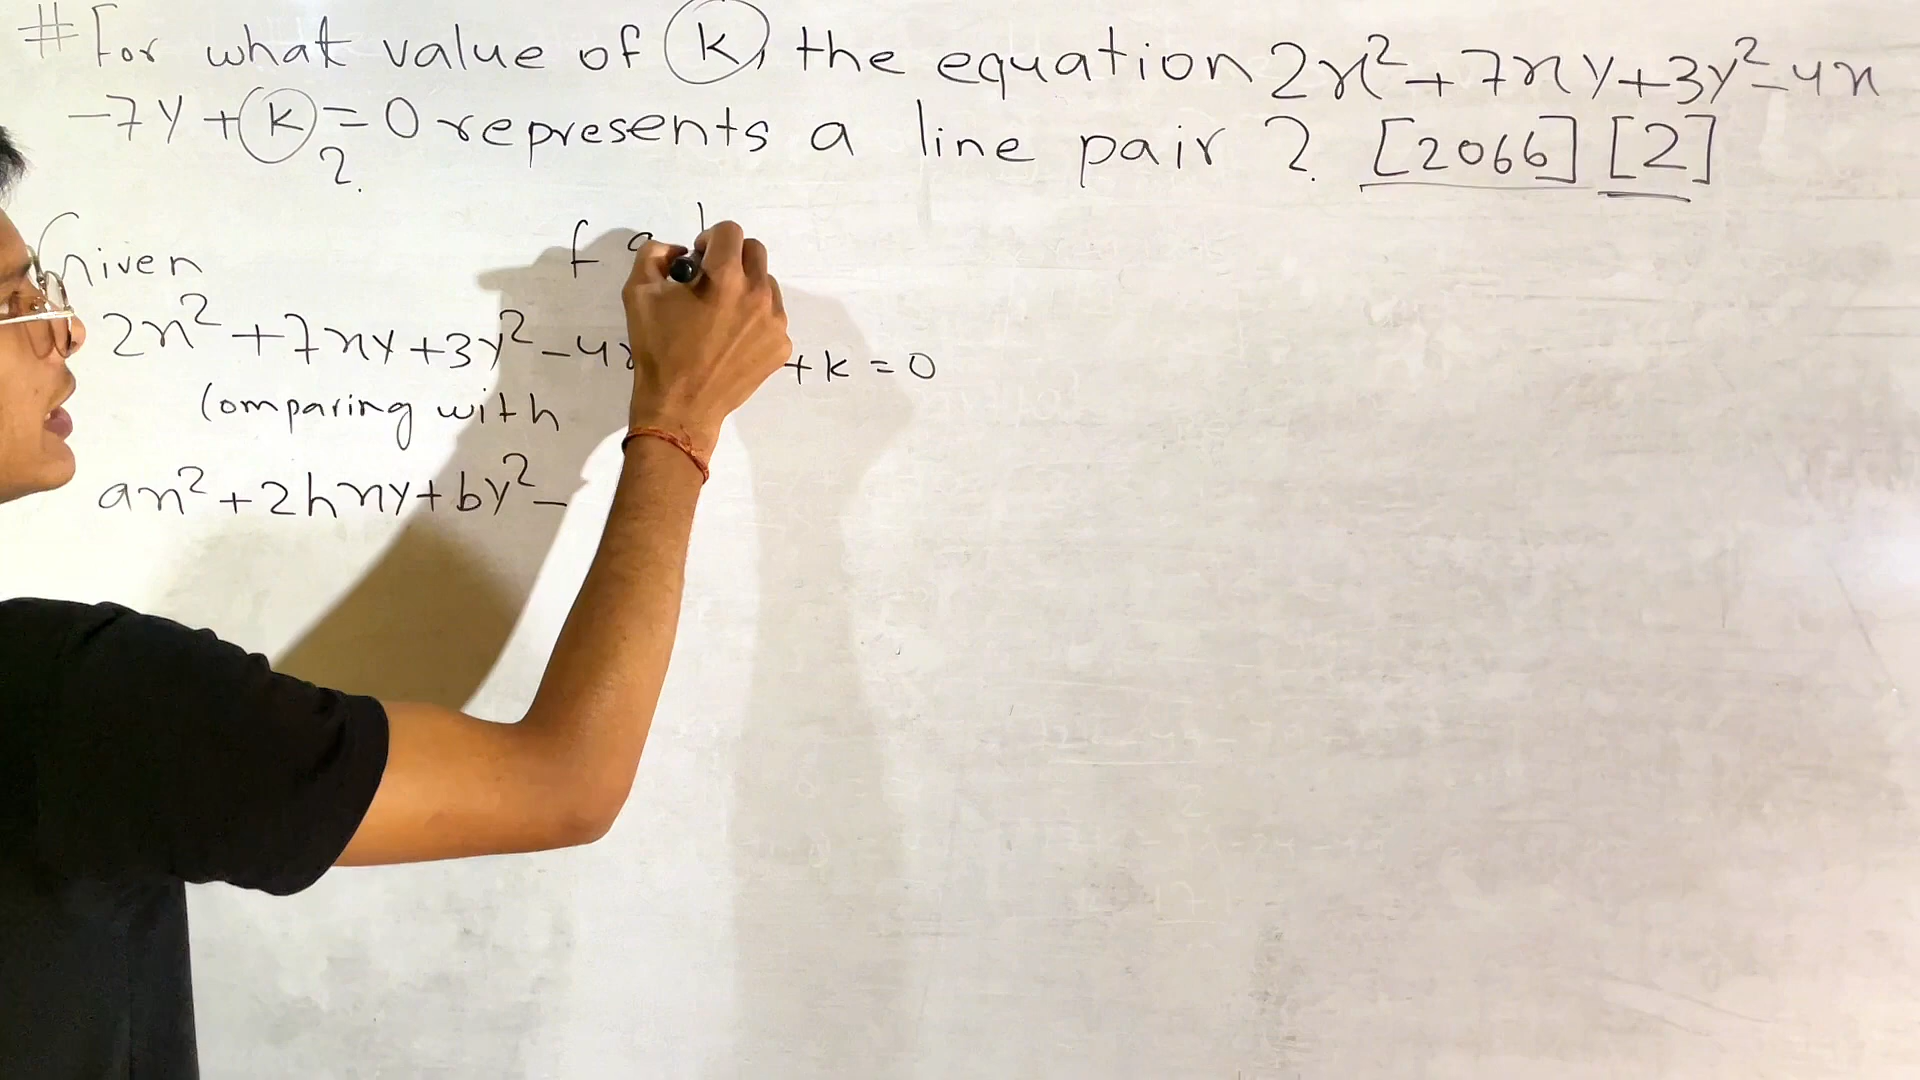 # For what value of k, the equation 2x²+7xy+3y²-4x
-7y+k=0 represents a line pair? [2066] [2]
?
Given
f g
2x²+7xy+3y²-4x +k=0
Comparing with
ax²+2hxy+by²-